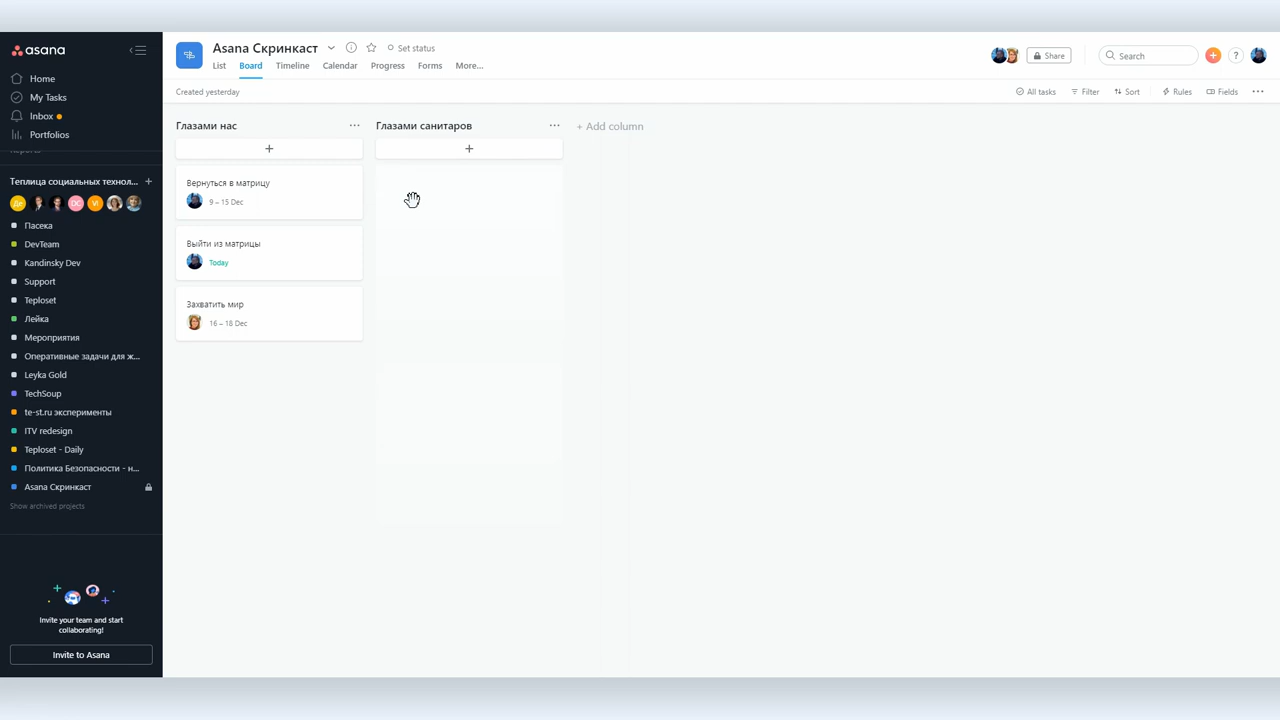 asana
Home
My Tasks
Inbox
Portfolios
Reports
Теплица социальных технол...
+
Де
DC
VI
Пасека
DevTeam
Kandinsky Dev
Support
Teploset
Лейка
Мероприятия
Оперативные задачи для ж...
Leyka Gold
TechSoup
te-st.ru эксперименты
ITV redesign
Teploset - Daily
Политика Безопасности - н...
Asana Скринкаст
Show archived projects
Invite your team and start
collaborating!
Invite to Asana
Asana Скринкаст
Set status
List Board Timeline Calendar Progress Forms More...
Share
Search
+
?
Created yesterday
All tasks Filter Sort Rules Fields ...
Глазами нас ...
+
Вернуться в матрицу
9 – 15 Dec
Выйти из матрицы
Today
Захватить мир
16 – 18 Dec
Глазами санитаров ...
+
+ Add column